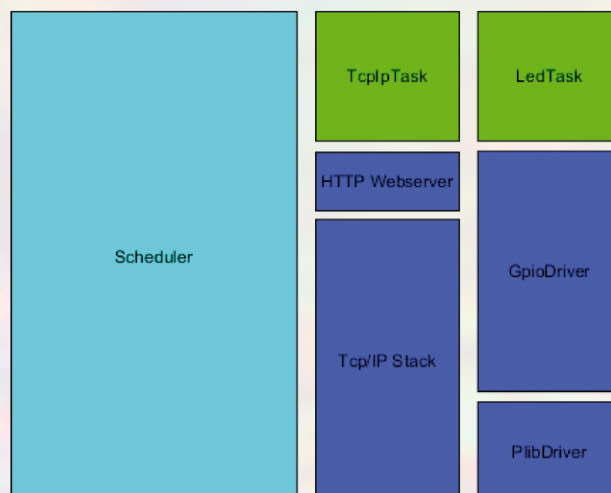 TcpIpTask
LedTask
HTTP Webserver
Scheduler
GpioDriver
Tcp/IP Stack
PlibDriver